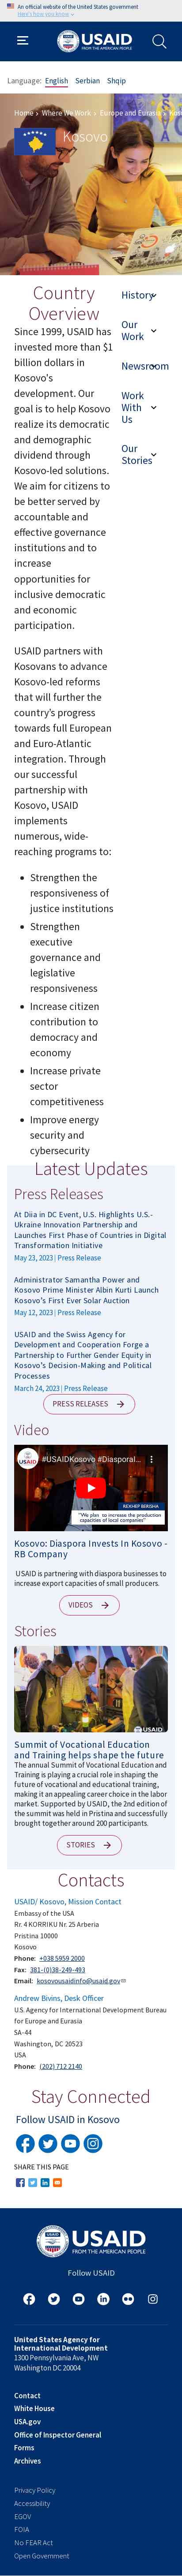 An official website of the United States government
Here's how you know
USAID
FROM THE AMERICAN PEOPLE
Language: English Serbian Shqip
Home › Where We Work › Europe and Eurasia ›
Kosovo
Country
Overview
Since 1999, USAID has
invested more than $1
billion dollars in
Kosovo's
development. Our
goal is to help Kosovo
realize its democratic
and demographic
dividend through
Kosovo-led solutions.
We aim for citizens
to be better served by
accountable and
effective governance
institutions and to
increase
opportunities for
inclusive democratic
and economic
participation.
USAID partners with
Kosovans to advance
Kosovo-led reforms
that will further the
country's progress
towards full European
and Euro-Atlantic
integration. Through
our successful
partnership with
Kosovo, USAID
implements
numerous, wide-
reaching programs to:
• Strengthen the
responsiveness of
justice institutions
• Strengthen
executive
governance and
legislative
responsiveness
• Increase citizen
contribution to
democracy and
economy
• Increase private
sector
competitiveness
• Improve energy
security and
cybersecurity
History
Our
Work
Newsroom
Work
With
Us
Our
Stories
Latest Updates
Press Releases
At Diia in DC Event, U.S. Highlights U.S.-
Ukraine Innovation Partnership and
Launches First Phase of Countries in Digital
Transformation Initiative
May 23, 2023 | Press Release
Administrator Samantha Power and
Kosovo Prime Minister Albin Kurti Launch
Kosovo's First Ever Solar Auction
May 12, 2023 | Press Release
USAID and the Swiss Agency for
Development and Cooperation Forge a
Partnership to Further Gender Equity in
Kosovo's Decision-Making and Political
Processes
March 24, 2023 | Press Release
PRESS RELEASES
Video
#USAIDKosovo #Diasporal...
REXHEP BERISHA
"We plan to increase the production
capacities of local companies"
Kosovo: Diaspora Invests In Kosovo -
RB Company
USAID is partnering with diaspora businesses to
increase export capacities of small producers.
VIDEOS
Stories
USAID
Summit of Vocational Education
and Training helps shape the future
The annual Summit of Vocational Education and
Training is a crucial regional event in shaping the
future of vocational and educational training, and
making it an emerging career choice in the labor
market. Supported by USAID, the 2nd edition of
the Summit was held in Pristina and successfully
brought together around 200 participants.
STORIES
Contacts
USAID/ Kosovo, Mission Contact
Embassy of the USA
Rr. 4 KORRIKU Nr. 25 Arberia
Pristina 10000
Kosovo
Phone: +038 5959 2000
Fax: 381-(0)38-249-493
Email: kosovousaidinfo@usaid.gov
Andrew Bivins, Desk Officer
U.S. Agency for International Development Bureau
for Europe and Eurasia
SA-44
Washington, DC 20523
USA
Phone: (202) 712 2140
Stay Connected
Follow USAID in Kosovo
SHARE THIS PAGE
USAID
FROM THE AMERICAN PEOPLE
Follow USAID
United States Agency for
International Development
1300 Pennsylvania Ave, NW
Washington DC 20004
Contact
White House
USA.gov
Office of Inspector General
Forms
Archives
Privacy Policy
Accessibility
EGOV
FOIA
No FEAR Act
Open Government